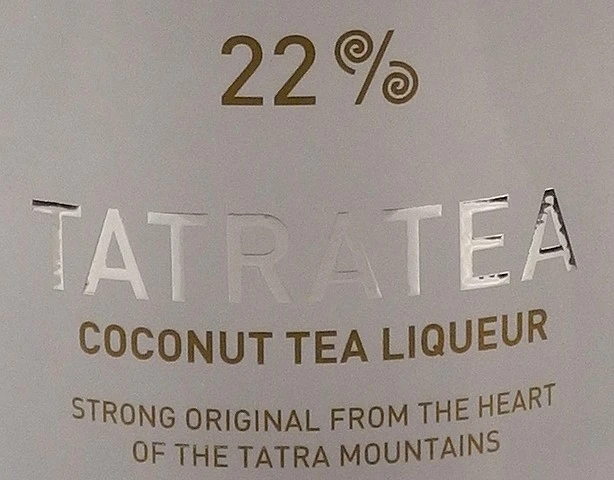 22%
TATRATEA
COCONUT TEA LIQUEUR
STRONG ORIGINAL FROM THE HEART
OF THE TATRA MOUNTAINS